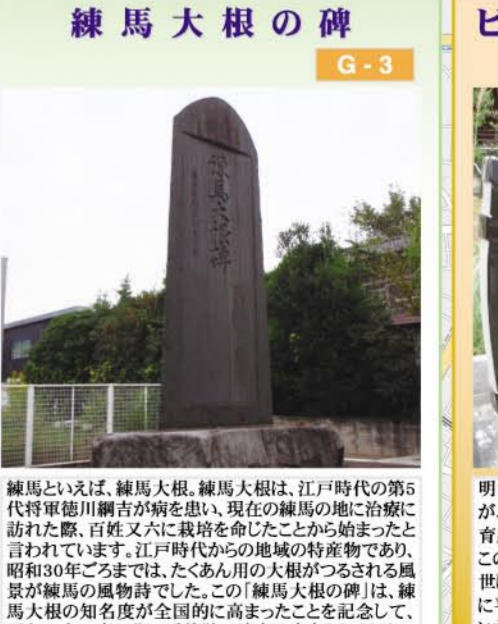 練馬大根の碑
G - 3
練馬大根碑
練馬といえば、練馬大根。練馬大根は、江戸時代の第5
代将軍徳川綱吉が病を患い、現在の練馬の地に治療に
訪れた際、百姓又六に栽培を命じたことから始まったと
言われています。江戸時代からの地域の特産物であり、
昭和30年ごろまでは、たくあん用の大根がつるされる風
景が練馬の風物詩でした。この「練馬大根の碑」は、練
馬大根の知名度が全国的に高まったことを記念して、
ビ
明
が
育
この
世
に